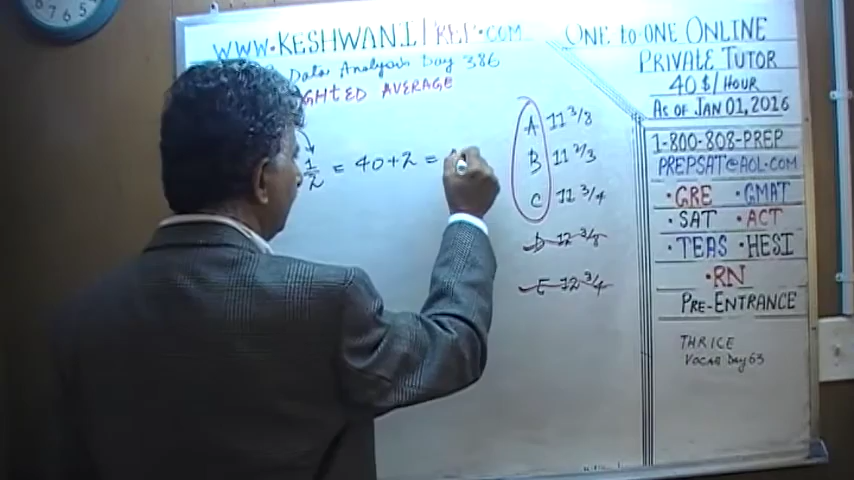 WWW.KESHWANI PREP.COM
Data Analysis Day 386
GHTED AVERAGE
1/2 = 40+2 =
A 11 3/8
B 11 2/3
C 11 3/4
D 12 3/8
E 12 3/4
ONE TO-ONE ONLINE
PRIVATE TUTOR
40 $/HOUR
AS OF JAN 01, 2016
1-800-808-PREP
PREPSAT@AOL.COM
•GRE •GMAT
•SAT •ACT
•TEAS •HESI
•RN
PRE-ENTRANCE
THRICE
VOCAB Day 63
7 6 5